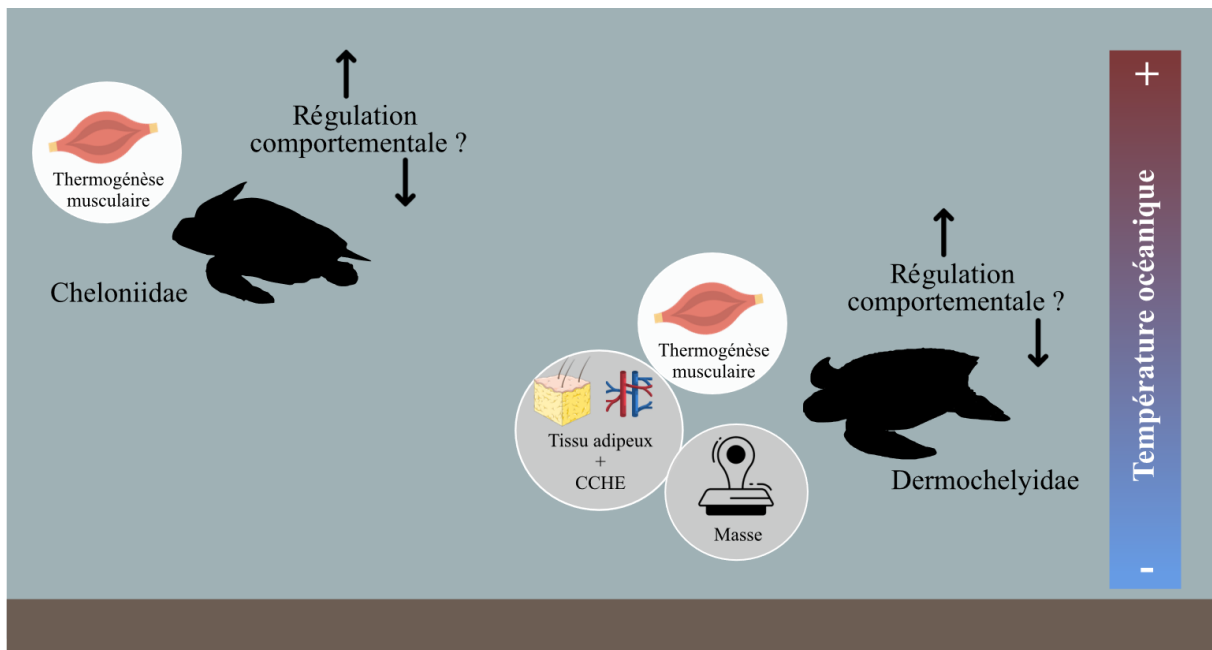 Régulation
comportementale ?
Thermogénèse
musculaire
Cheloniidae
Régulation
comportementale ?
Thermogénèse
musculaire
Tissu adipeux
+
CCHE
Masse
Dermochelyidae
+
Température océanique
-